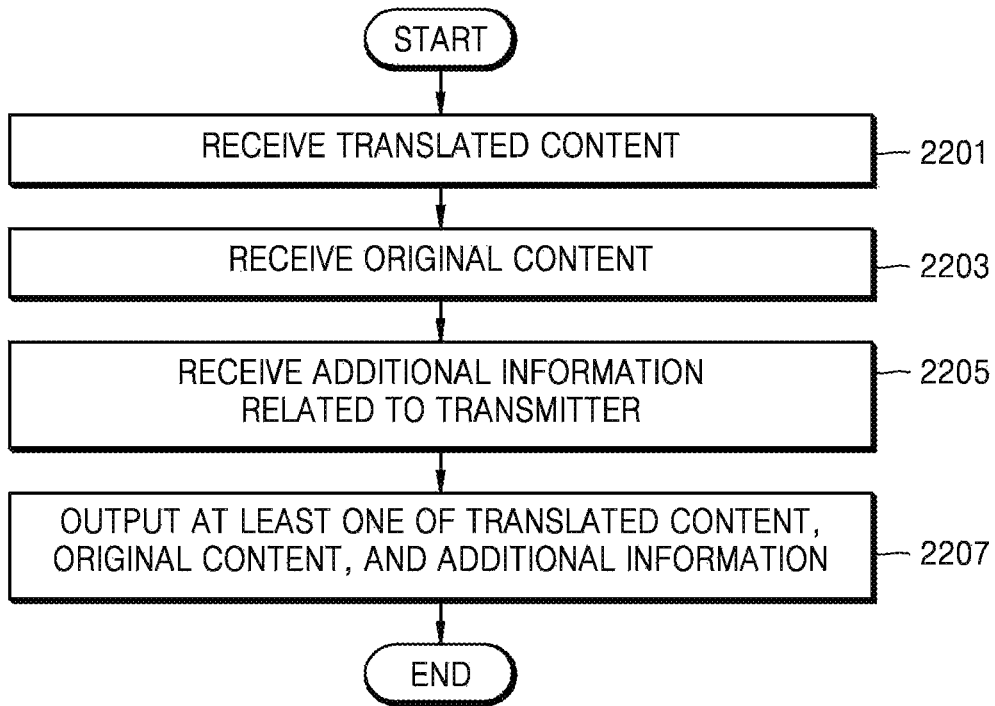 START
RECEIVE TRANSLATED CONTENT
2201
RECEIVE ORIGINAL CONTENT
2203
RECEIVE ADDITIONAL INFORMATION
RELATED TO TRANSMITTER
2205
OUTPUT AT LEAST ONE OF TRANSLATED CONTENT,
ORIGINAL CONTENT, AND ADDITIONAL INFORMATION
2207
END